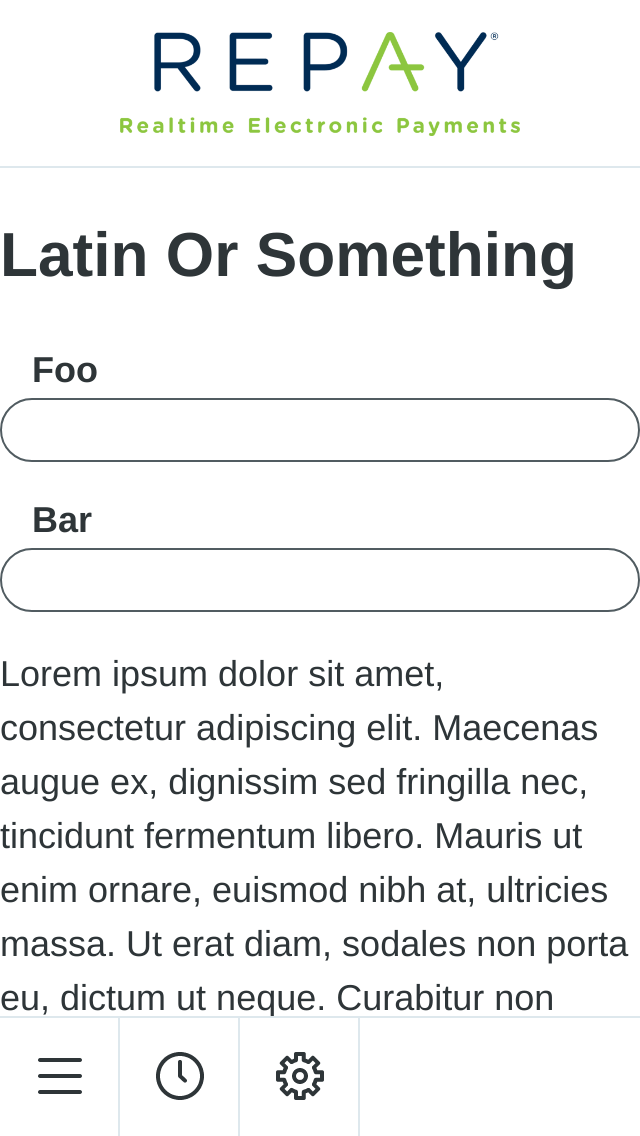 REPAY®
Realtime Electronic Payments
Latin Or Something
Foo
Bar
Lorem ipsum dolor sit amet,
consectetur adipiscing elit. Maecenas
augue ex, dignissim sed fringilla nec,
tincidunt fermentum libero. Mauris ut
enim ornare, euismod nibh at, ultricies
massa. Ut erat diam, sodales non porta
eu, dictum ut neque. Curabitur non